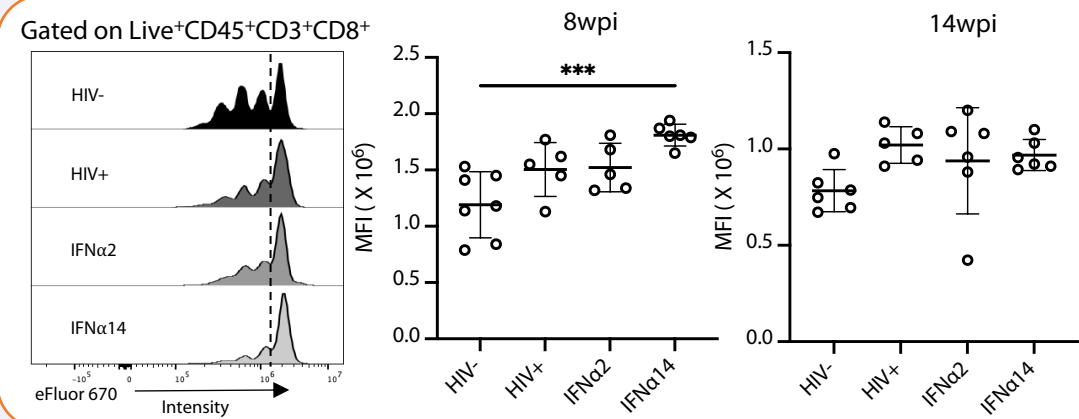 Gated on Live⁺CD45⁺CD3⁺CD8⁺
HIV-
HIV+
IFNα2
IFNα14
-10⁵ 0 10⁵ 10⁶ 10⁷
eFluor 670
Intensity
8wpi
MFI ( X 10⁶)
2.5
2.0
1.5
1.0
0.5
0.0
***
HIV-
HIV+
IFNα2
IFNα14
14wpi
MFI ( X 10⁶)
1.5
1.0
0.5
0.0
HIV-
HIV+
IFNα2
IFNα14